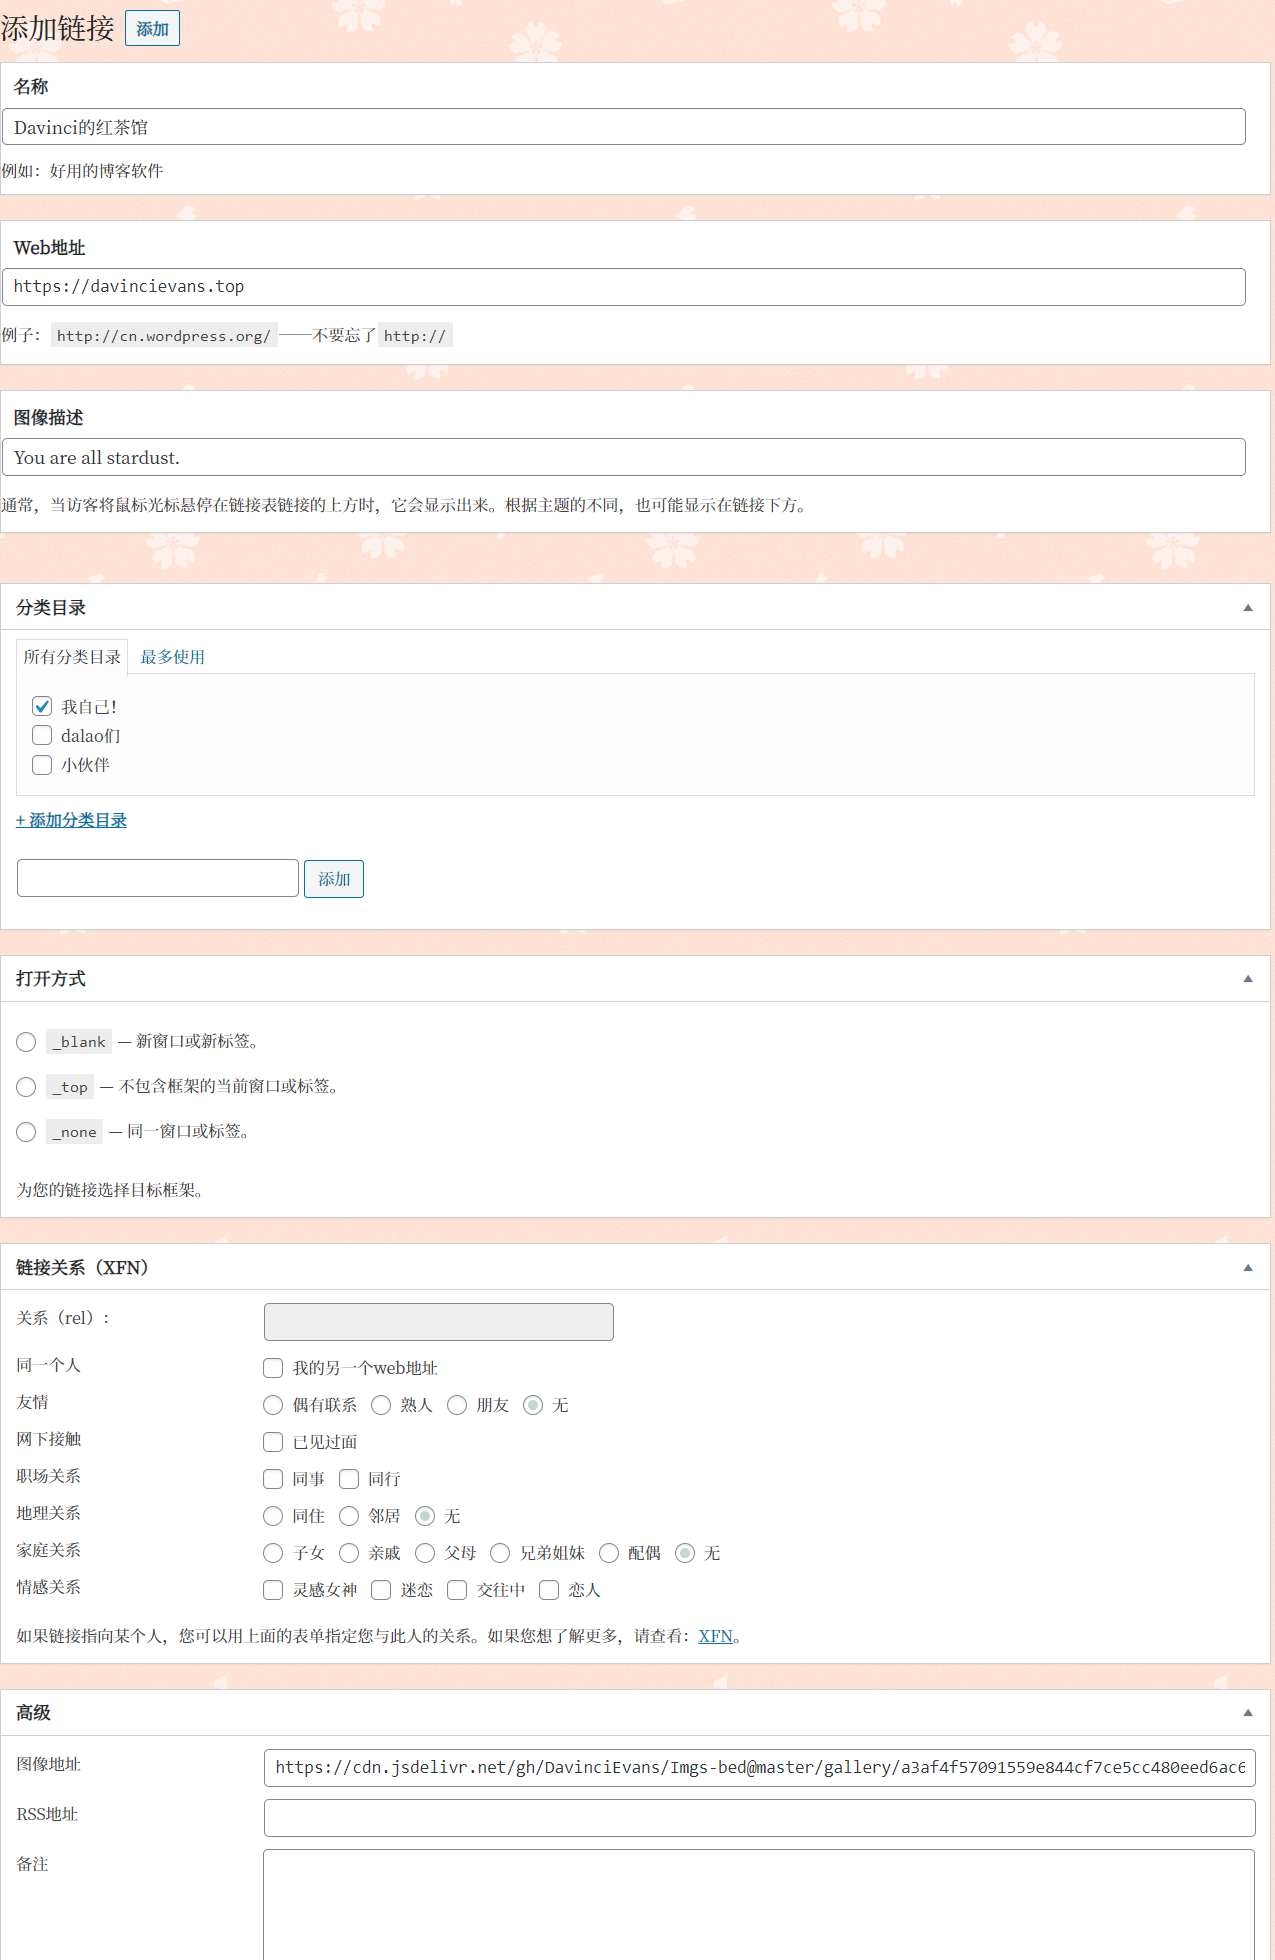 添加链接 添加
名称
Davinci的红茶馆
例如：好用的博客软件
Web地址
https://davincievans.top
例子： http://cn.wordpress.org/ ——不要忘了 http://
图像描述
You are all stardust.
通常，当访客将鼠标光标悬停在链接表链接的上方时，它会显示出来。根据主题的不同，也可能显示在链接下方。
分类目录
所有分类目录 最多使用
我自己！
dalao们
小伙伴
+ 添加分类目录
添加
打开方式
_blank — 新窗口或新标签。
_top — 不包含框架的当前窗口或标签。
_none — 同一窗口或标签。
为您的链接选择目标框架。
链接关系（XFN）
关系（rel）：
同一个人 我的另一个web地址
友情 偶有联系 熟人 朋友 无
网下接触 已见过面
职场关系 同事 同行
地理关系 同住 邻居 无
家庭关系 子女 亲戚 父母 兄弟姐妹 配偶 无
情感关系 灵感女神 迷恋 交往中 恋人
如果链接指向某个人，您可以用上面的表单指定您与此人的关系。如果您想了解更多，请查看：XFN。
高级
图像地址 https://cdn.jsdelivr.net/gh/DavinciEvans/Imgs-bed@master/gallery/a3af4f57091559e844cf7ce5cc480eed6ac6
RSS地址
备注